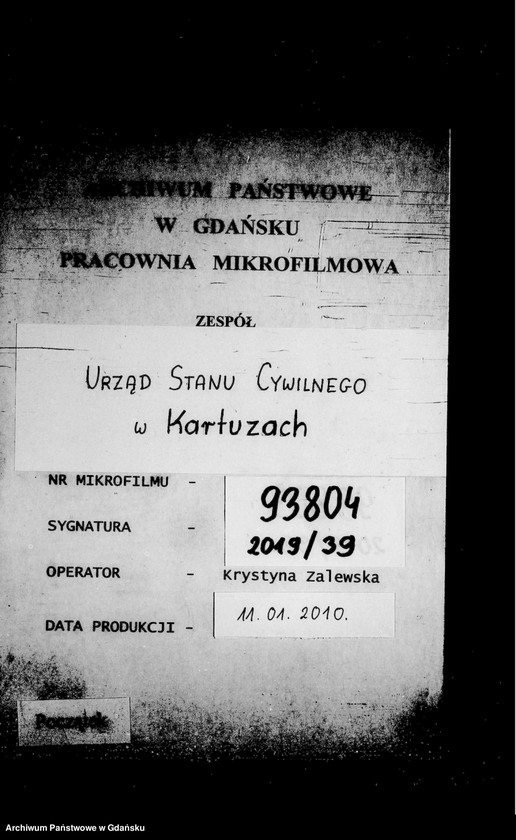 ARCHIWUM PAŃSTWOWE
W GDAŃSKU
PRACOWNIA MIKROFILMOWA
ZESPÓŁ
URZĄD STANU CYWILNEGO
w Kartuzach
NR MIKROFILMU - 93804
SYGNATURA - 2019/39
OPERATOR - Krystyna Zalewska
DATA PRODUKCJI - 11.01.2010.
Początek
Archiwum Państwowe w Gdańsku